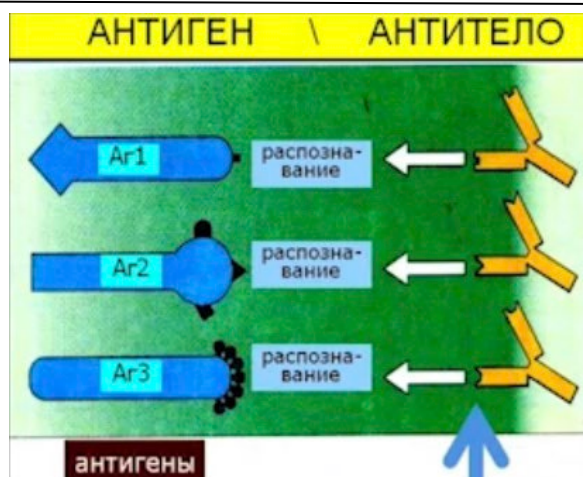 АНТИГЕН \ АНТИТЕЛО
Аг1
распозна-
вание
Аг2
распозна-
вание
Аг3
распозна-
вание
антигены